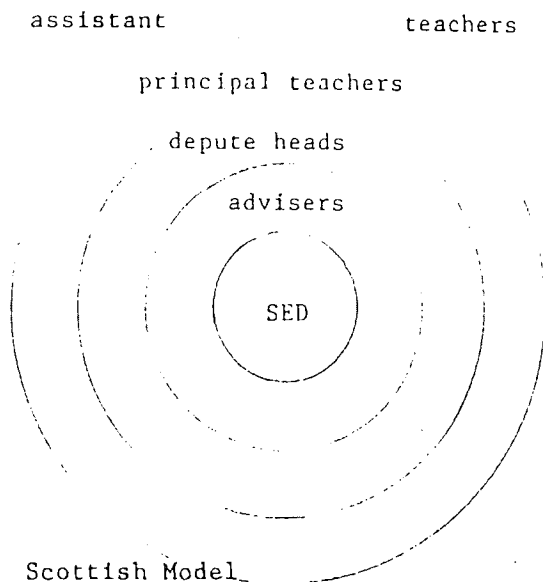 assistant teachers
principal teachers
depute heads
advisers
SED
Scottish Model